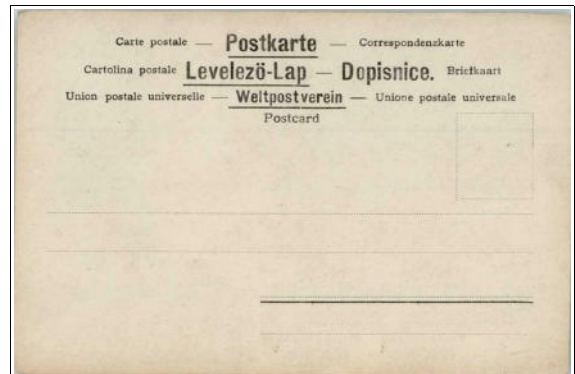 Carte postale — Postkarte — Correspondenzkarte
Cartolina postale Levelezö-Lap — Dopisnice. Briefkaart
Union postale universelle — Weltpostverein — Unione postale universale
Postcard